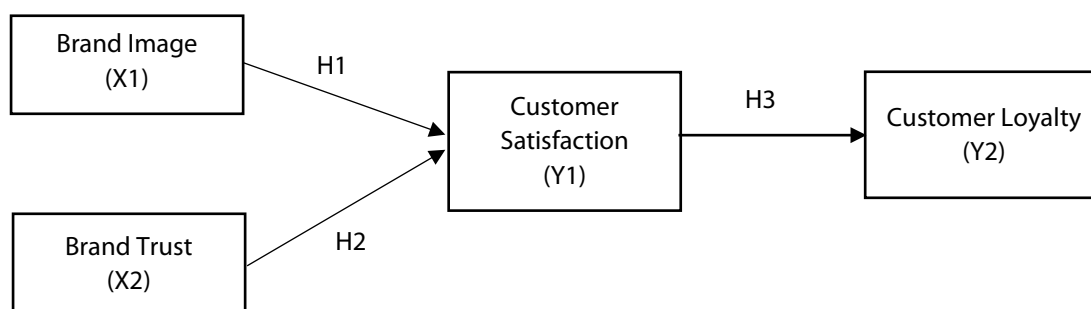 Brand Image
(X1)
H1
Customer
Satisfaction
(Y1)
H3
Customer Loyalty
(Y2)
H2
Brand Trust
(X2)